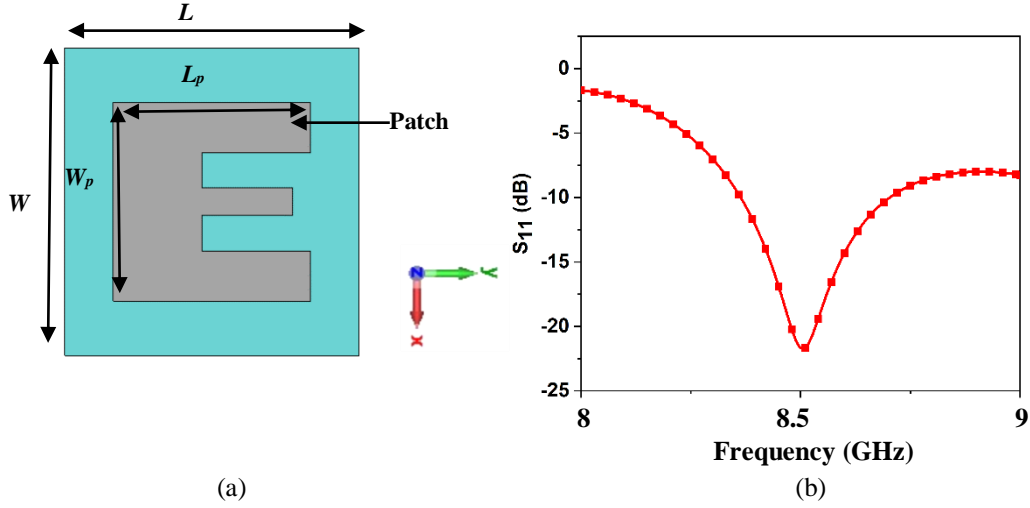 L
Lp
Patch
Wp
W
Z
Y
X
(a)
0
-5
-10
-15
-20
-25
S11 (dB)
8
8.5
9
Frequency (GHz)
(b)